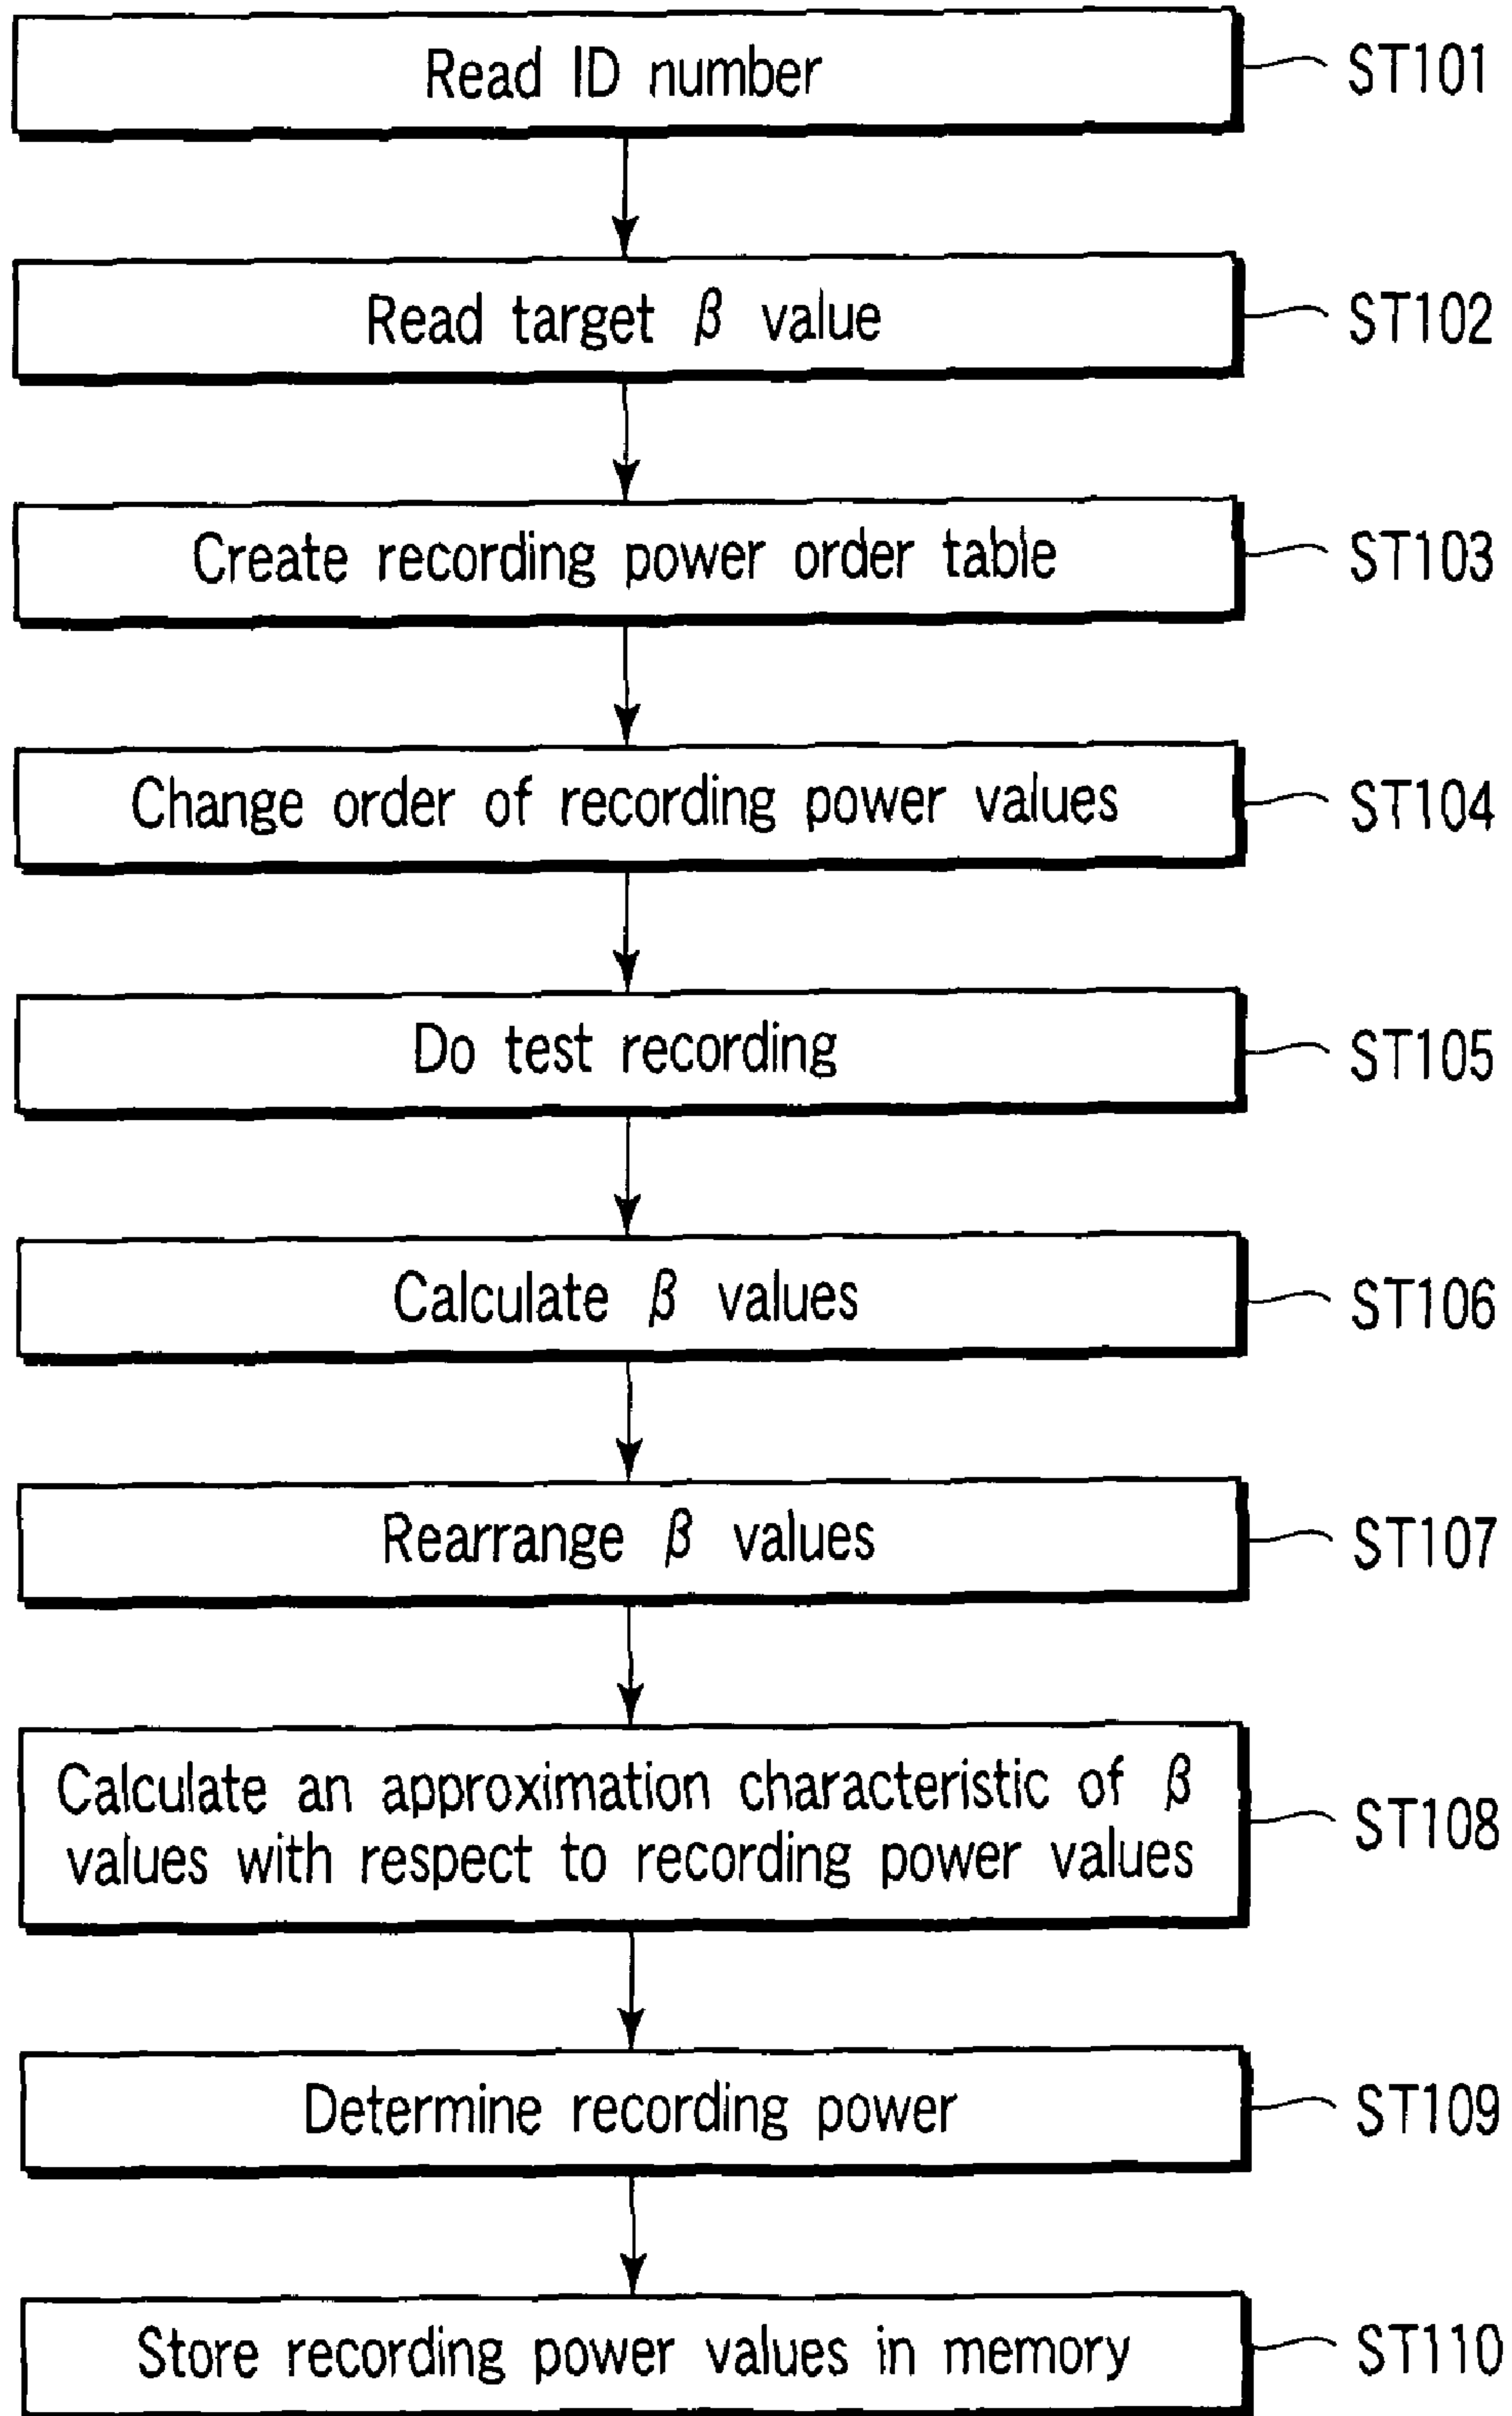 Read ID number
ST101
Read target β value
ST102
Create recording power order table
ST103
Change order of recording power values
ST104
Do test recording
ST105
Calculate β values
ST106
Rearrange β values
ST107
Calculate an approximation characteristic of β
values with respect to recording power values
ST108
Determine recording power
ST109
Store recording power values in memory
ST110